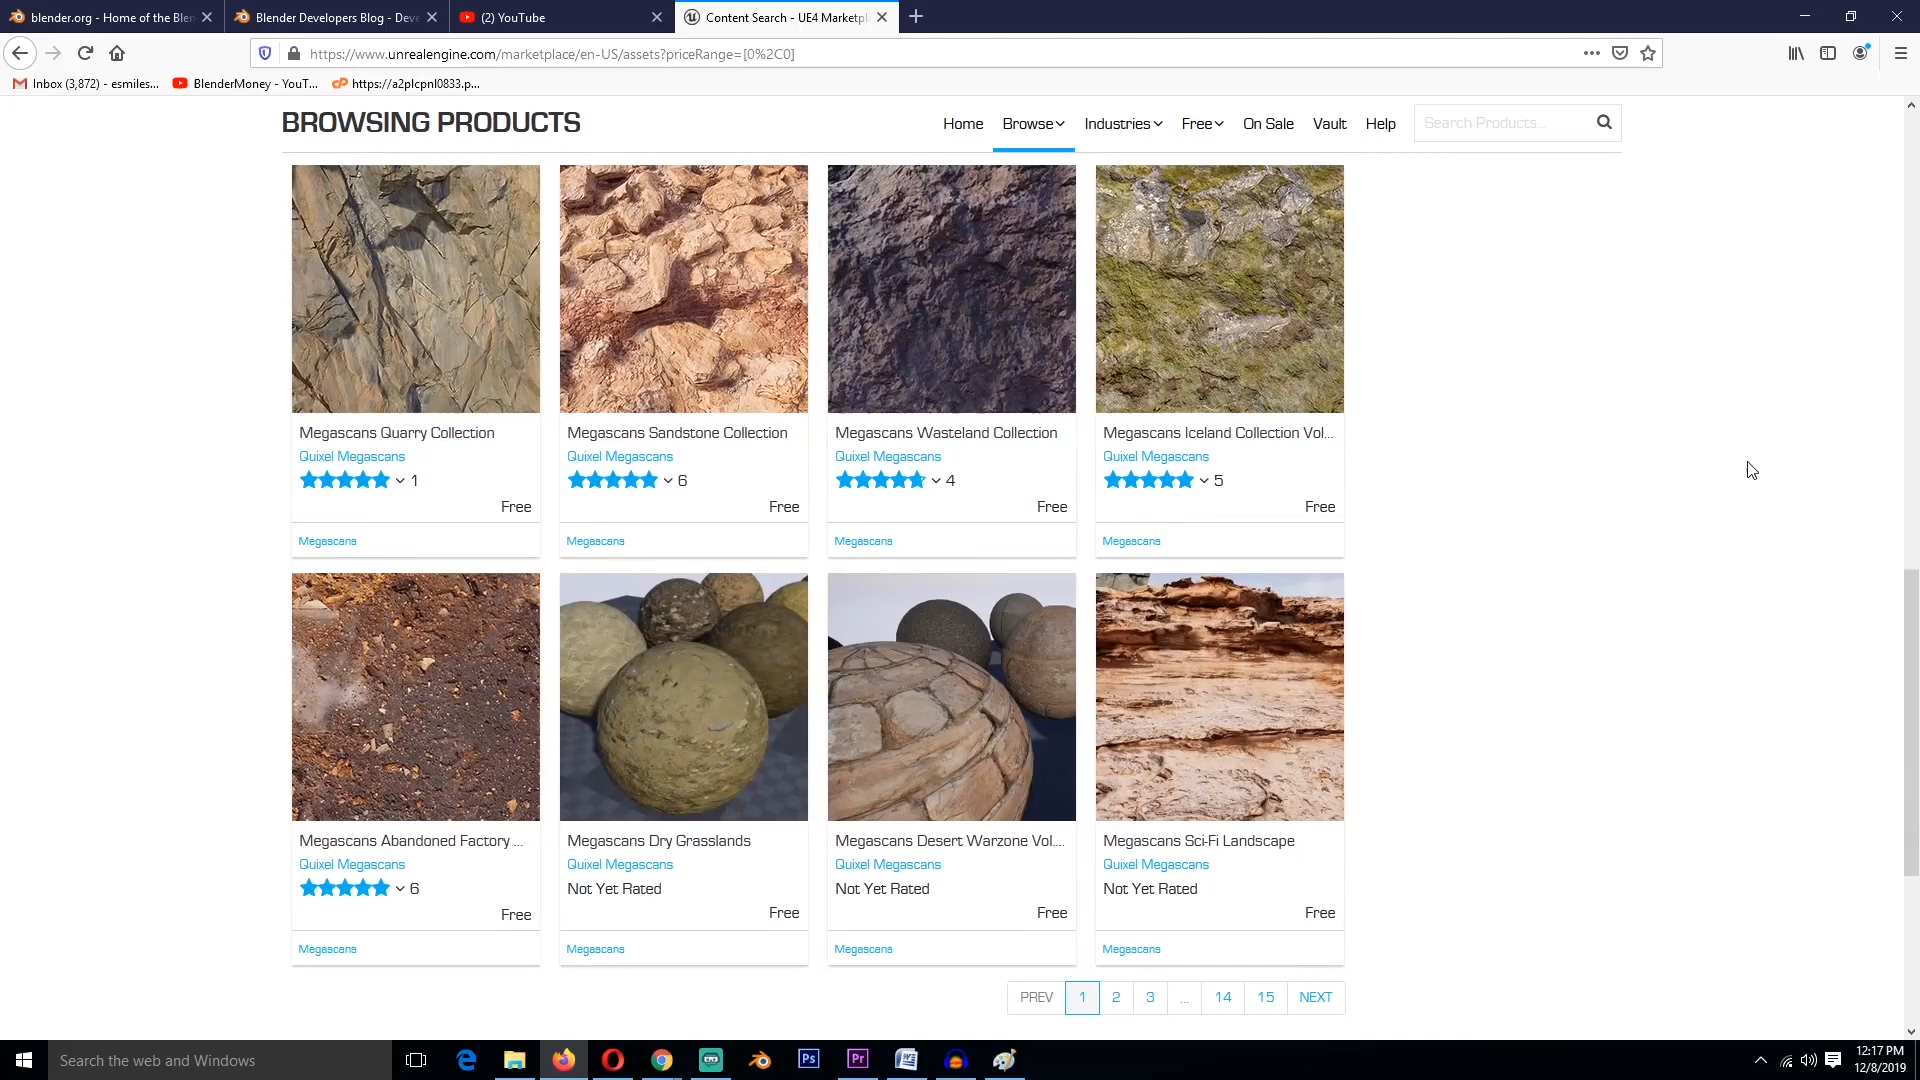 blender.org - Home of the Blen
Blender Developers Blog - Deve
(2) YouTube
Content Search - UE4 Marketpl
https://www.unrealengine.com/marketplace/en-US/assets?priceRange=[0%2C0]
Inbox (3,872) - esmiles...
BlenderMoney - YouT...
https://a2plcpnl0833.p...
BROWSING PRODUCTS
Home
Browse
Industries
Free
On Sale
Vault
Help
Search Products...
Megascans Quarry Collection
Quixel Megascans
1
Free
Megascans
Megascans Sandstone Collection
Quixel Megascans
6
Free
Megascans
Megascans Wasteland Collection
Quixel Megascans
4
Free
Megascans
Megascans Iceland Collection Vol...
Quixel Megascans
5
Free
Megascans
Megascans Abandoned Factory ...
Quixel Megascans
6
Free
Megascans
Megascans Dry Grasslands
Quixel Megascans
Not Yet Rated
Free
Megascans
Megascans Desert Warzone Vol....
Quixel Megascans
Not Yet Rated
Free
Megascans
Megascans Sci-Fi Landscape
Quixel Megascans
Not Yet Rated
Free
Megascans
PREV 1 2 3 ... 14 15 NEXT
Search the web and Windows
Ps
Pr
12:17 PM
12/8/2019